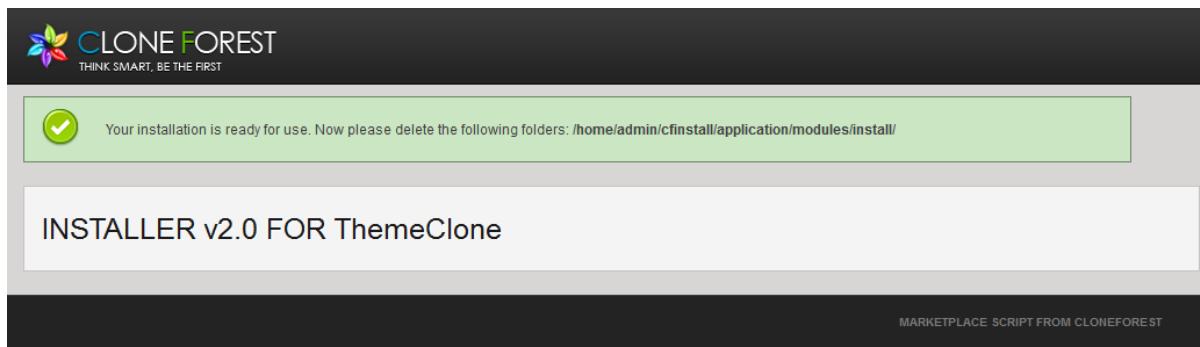 CLONE FOREST
THINK SMART, BE THE FIRST
Your installation is ready for use. Now please delete the following folders: /home/admin/cfinstall/application/modules/install/
INSTALLER v2.0 FOR ThemeClone
MARKETPLACE SCRIPT FROM CLONEFOREST